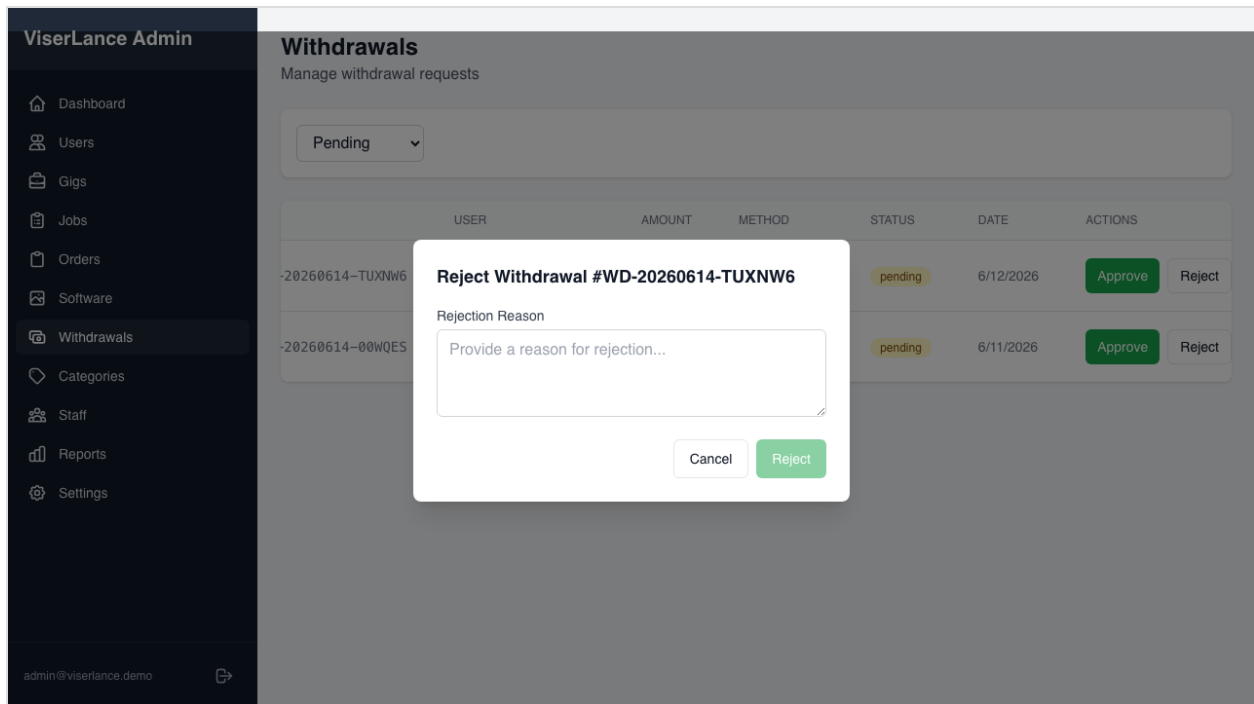 ViserLance Admin
Dashboard
Users
Gigs
Jobs
Orders
Software
Withdrawals
Categories
Staff
Reports
Settings
admin@viserlance.demo
Withdrawals
Manage withdrawal requests
Pending
USER AMOUNT METHOD STATUS DATE ACTIONS
-20260614-TUXNW6 pending 6/12/2026 Approve Reject
-20260614-00WQES pending 6/11/2026 Approve Reject
Reject Withdrawal #WD-20260614-TUXNW6
Rejection Reason
Provide a reason for rejection...
Cancel Reject